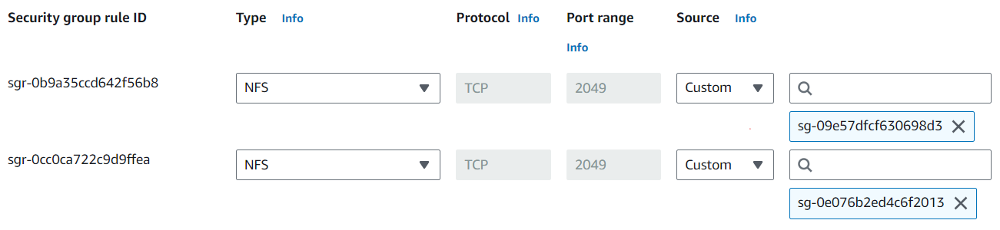 Security group rule ID Type Info Protocol Info Port range Info Source Info
sgr-0b9a35ccd642f56b8 NFS TCP 2049 Custom
sg-09e57dfcf630698d3
sgr-0cc0ca722c9d9ffea NFS TCP 2049 Custom
sg-0e076b2ed4c6f2013